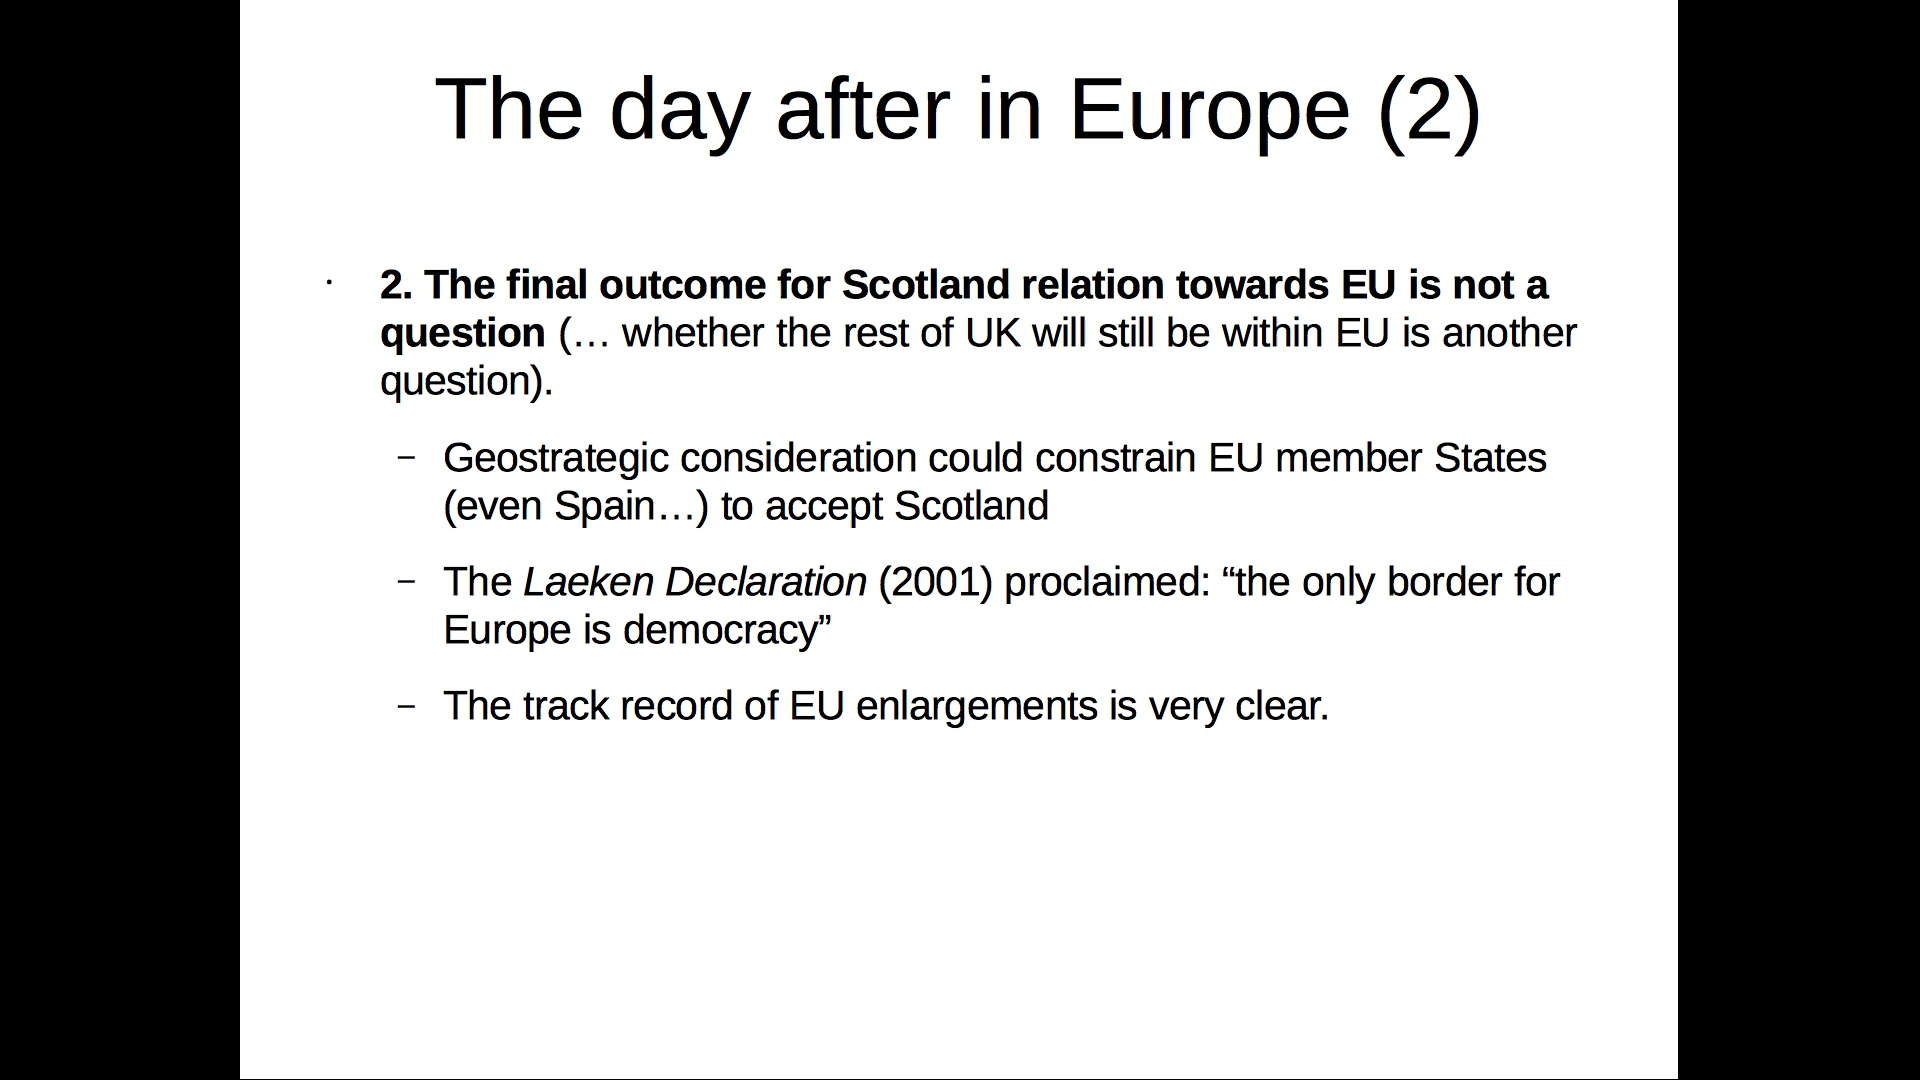 The day after in Europe (2)
· 2. The final outcome for Scotland relation towards EU is not a
question (… whether the rest of UK will still be within EU is another
question).
– Geostrategic consideration could constrain EU member States
(even Spain…) to accept Scotland
– The Laeken Declaration (2001) proclaimed: “the only border for
Europe is democracy”
– The track record of EU enlargements is very clear.